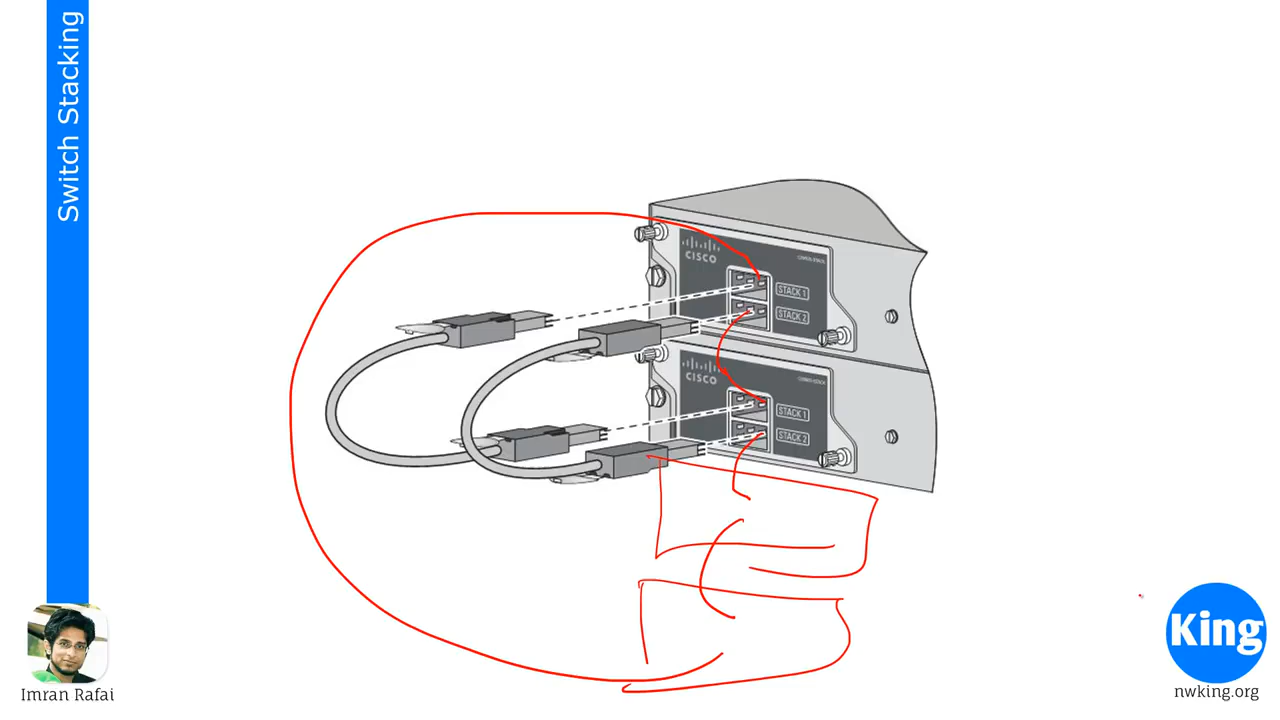 Switch Stacking
CISCO
STACK 1
STACK 2
CISCO
STACK 1
STACK 2
Imran Rafai
King
nwking.org